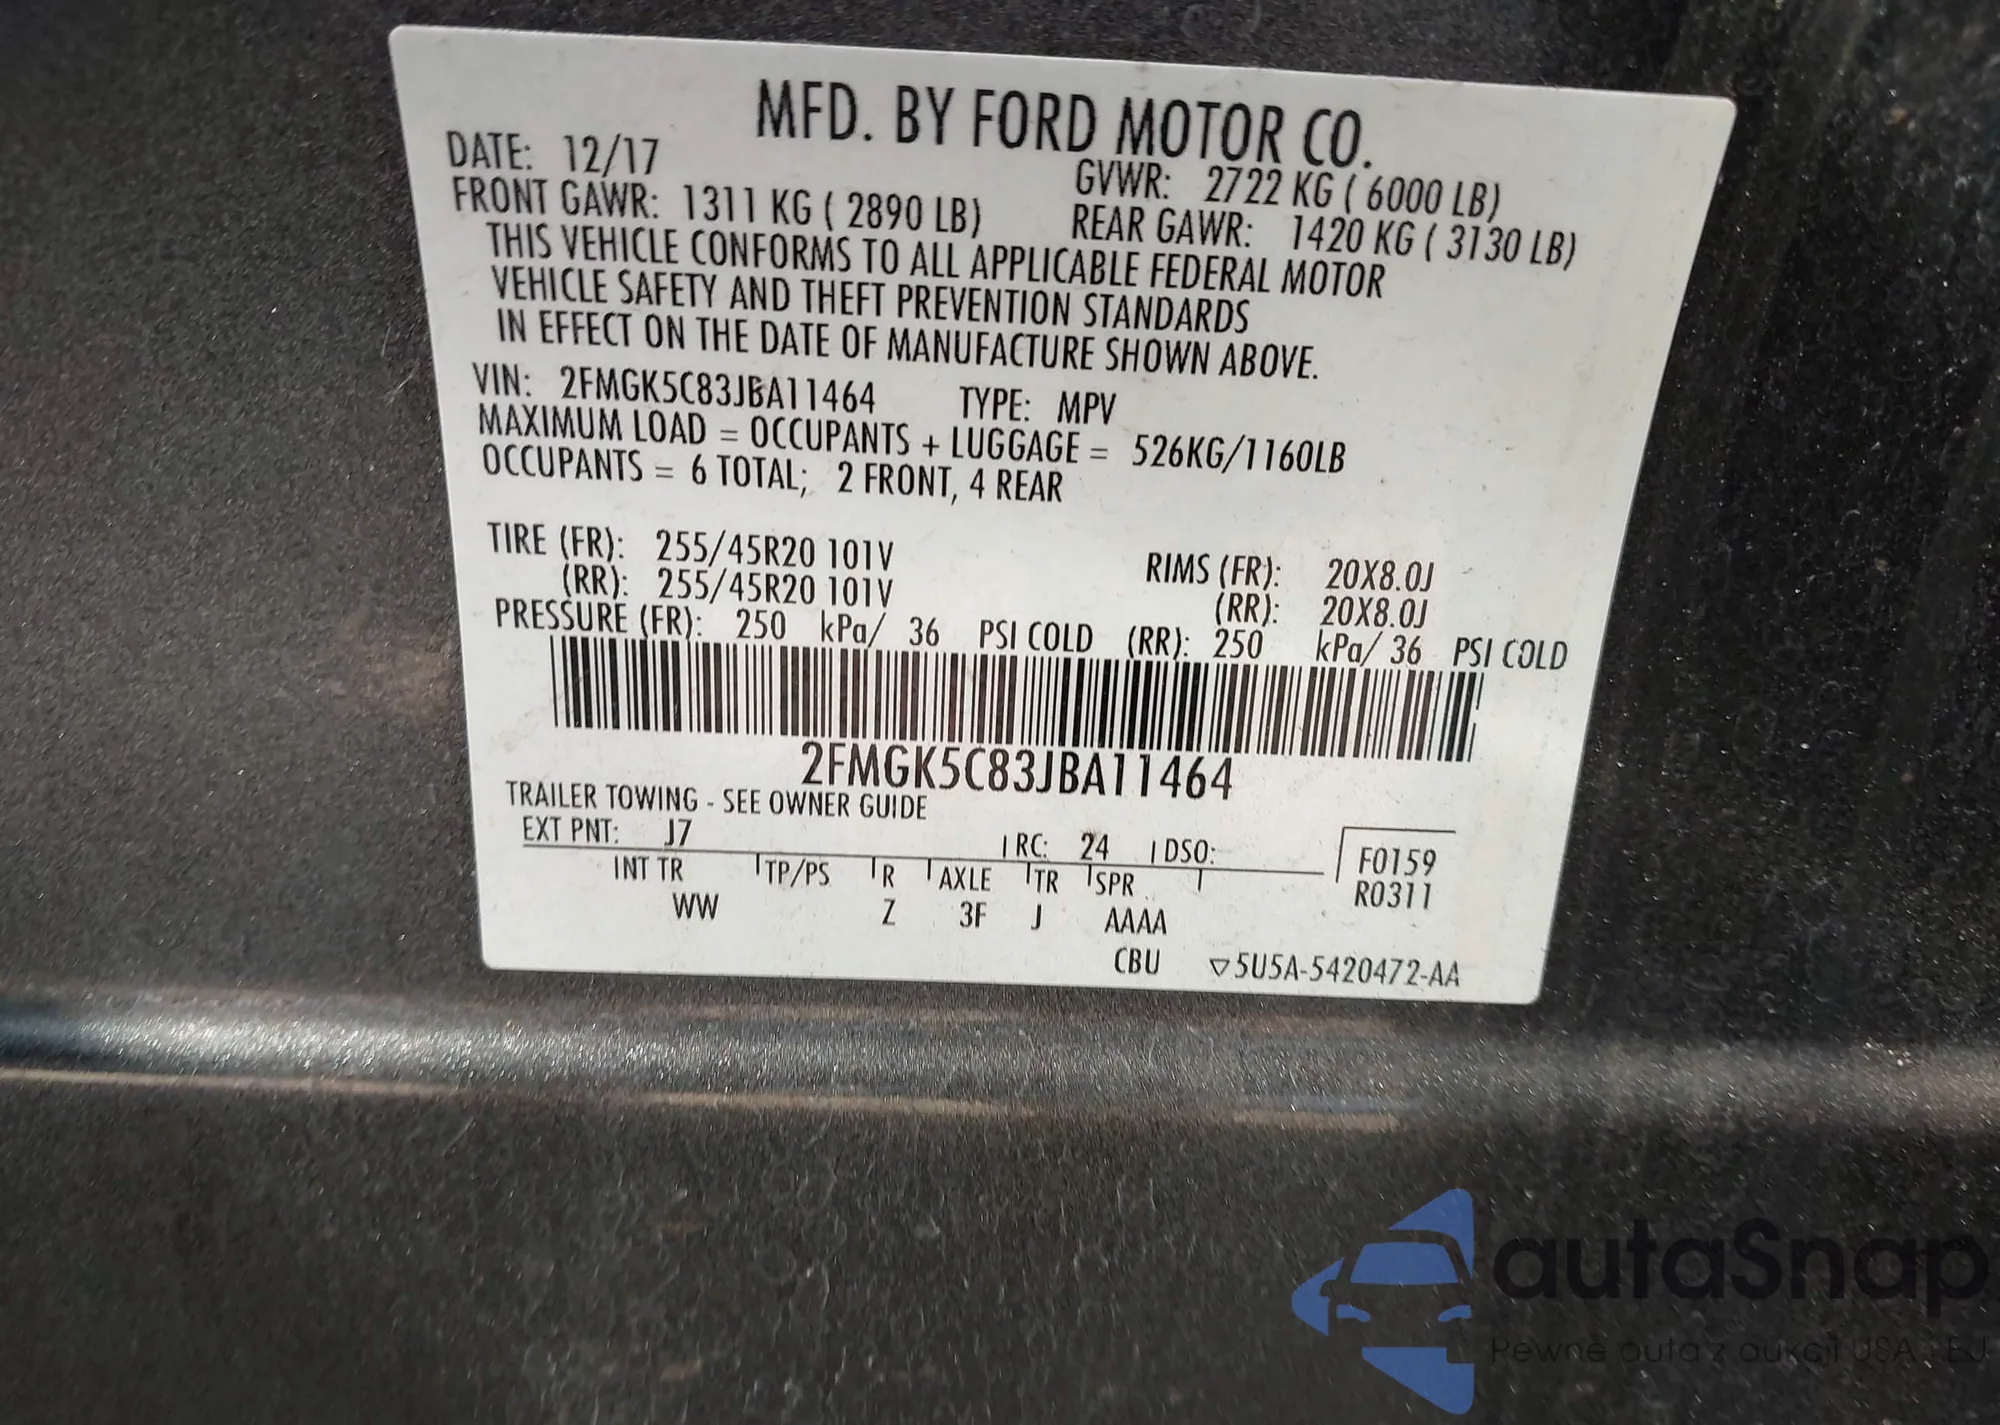 MFD. BY FORD MOTOR CO.
DATE: 12/17 GVWR: 2722 KG ( 6000 LB)
FRONT GAWR: 1311 KG ( 2890 LB) REAR GAWR: 1420 KG ( 3130 LB)
THIS VEHICLE CONFORMS TO ALL APPLICABLE FEDERAL MOTOR
VEHICLE SAFETY AND THEFT PREVENTION STANDARDS
IN EFFECT ON THE DATE OF MANUFACTURE SHOWN ABOVE.
VIN: 2FMGK5C83JBA11464 TYPE: MPV
MAXIMUM LOAD = OCCUPANTS + LUGGAGE = 526KG/1160LB
OCCUPANTS = 6 TOTAL; 2 FRONT, 4 REAR
TIRE (FR): 255/45R20 101V RIMS (FR): 20X8.0J
(RR): 255/45R20 101V (RR): 20X8.0J
PRESSURE (FR): 250 kPa/ 36 PSI COLD (RR): 250 kPa/ 36 PSI COLD
2FMGK5C83JBA11464
TRAILER TOWING - SEE OWNER GUIDE
EXT PNT: J7 RC: 24 DSO: F0159
INT TR TP/PS R AXLE TR SPR R0311
WW Z 3F J AAAA
CBU ▽5U5A-5420472-AA
autaSnap
Pewne auta z aukcji USA i EU